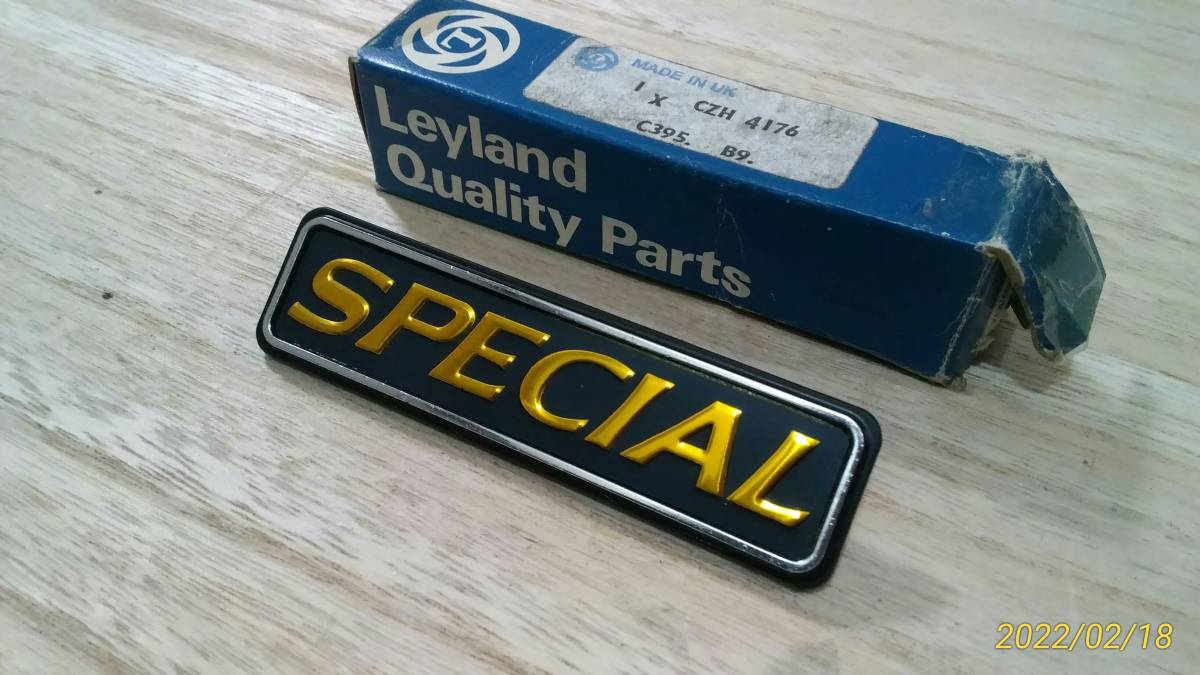 L
MADE IN UK
1 X CZH 4176
C395. B9.
Leyland
Quality Parts
SPECIAL
2022/02/18